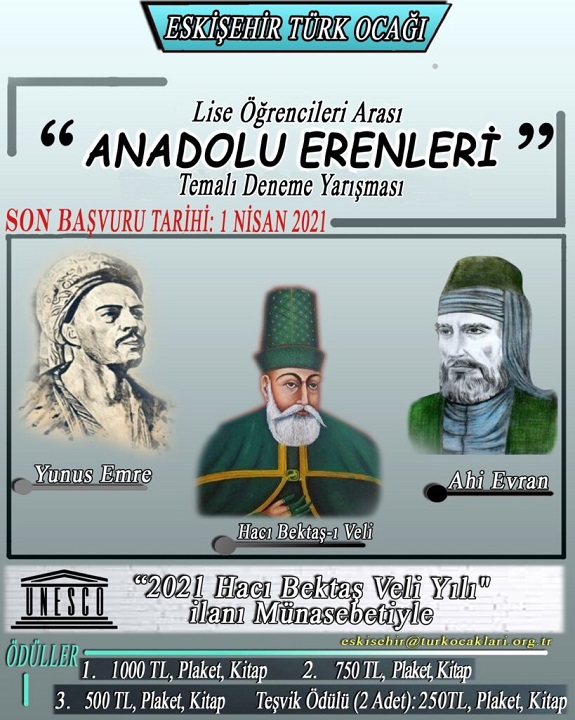 ESKİŞEHİR TÜRK OCAĞI
Lise Öğrencileri Arası
“ ANADOLU ERENLERİ ”
Temalı Deneme Yarışması
SON BAŞVURU TARİHİ: 1 NİSAN 2021
Yunus Emre
Ahi Evran
Hacı Bektaş-ı Veli
UNESCO
“2021 Hacı Bektaş Veli Yılı"
ilanı Münasebetiyle
eskisehir@turkocaklari.org.tr
ÖDÜLLER
1. 1000 TL, Plaket, Kitap 2. 750 TL, Plaket, Kitap
3. 500 TL, Plaket, Kitap Teşvik Ödülü (2 Adet): 250TL, Plaket, Kitap